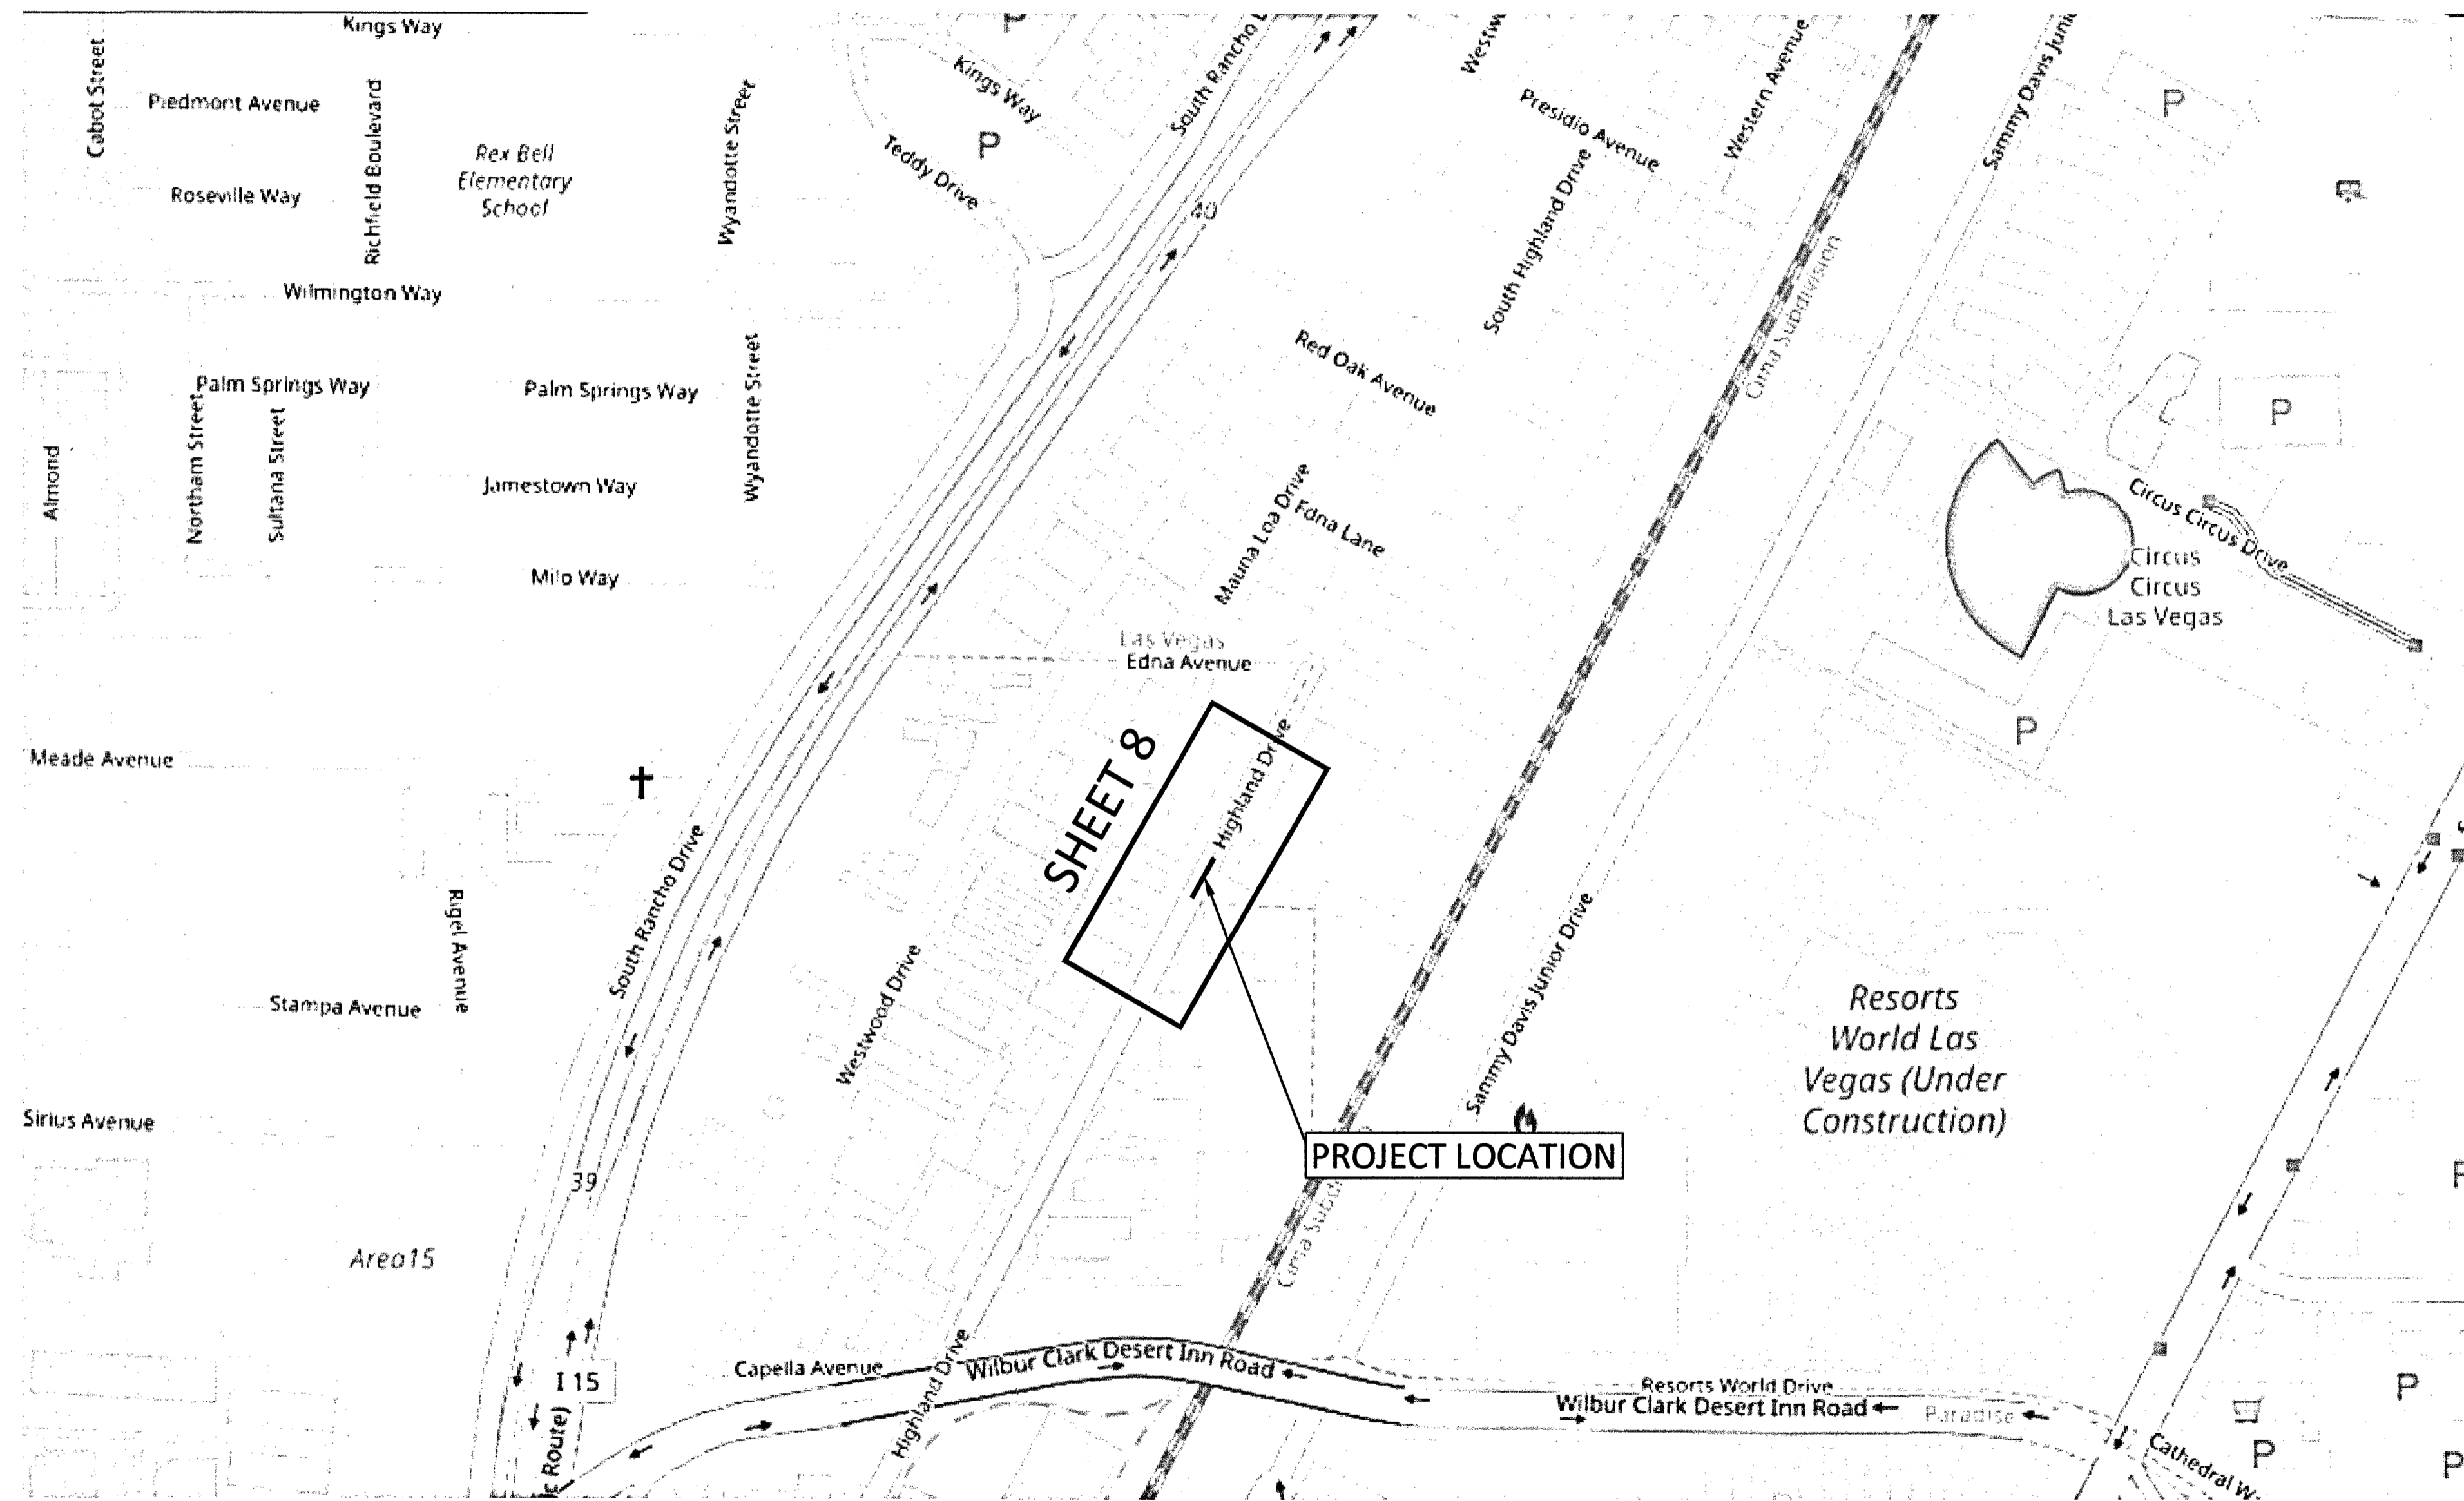 Kings Way
Cabot Street
Piedmont Avenue
Richfield Boulevard
Rex Bell
Elementary
School
Roseville Way
Wyandotte Street
Wilmington Way
Kings Way
P
P
Teddy Drive
South Rancho
40
Presidio Avenue
Western Avenue
South Highland Drive
Sammy Davis
P
Cima Subdivision
Red Oak Avenue
Palm Springs Way
Palm Springs Way
Wyandotte Street
Northam Street
Sultana Street
Almond
Jamestown Way
Milo Way
Mauna Loa Drive
Edna Lane
P
Circus Circus Drive
Circus
Circus
Las Vegas
Las Vegas
Edna Avenue
P
Meade Avenue
SHEET 8
Highland Drive
South Rancho Drive
Rigel Avenue
Stampa Avenue
Westwood Drive
Sammy Davis Junior Drive
Resorts
World Las
Vegas (Under
Construction)
Sirius Avenue
PROJECT LOCATION
39
Cima
Area15
I 15
Route)
Capella Avenue
Highland Drive
Wilbur Clark Desert Inn Road
Resorts World Drive
Wilbur Clark Desert Inn Road
Paradise
Cathedral W
P
P
P